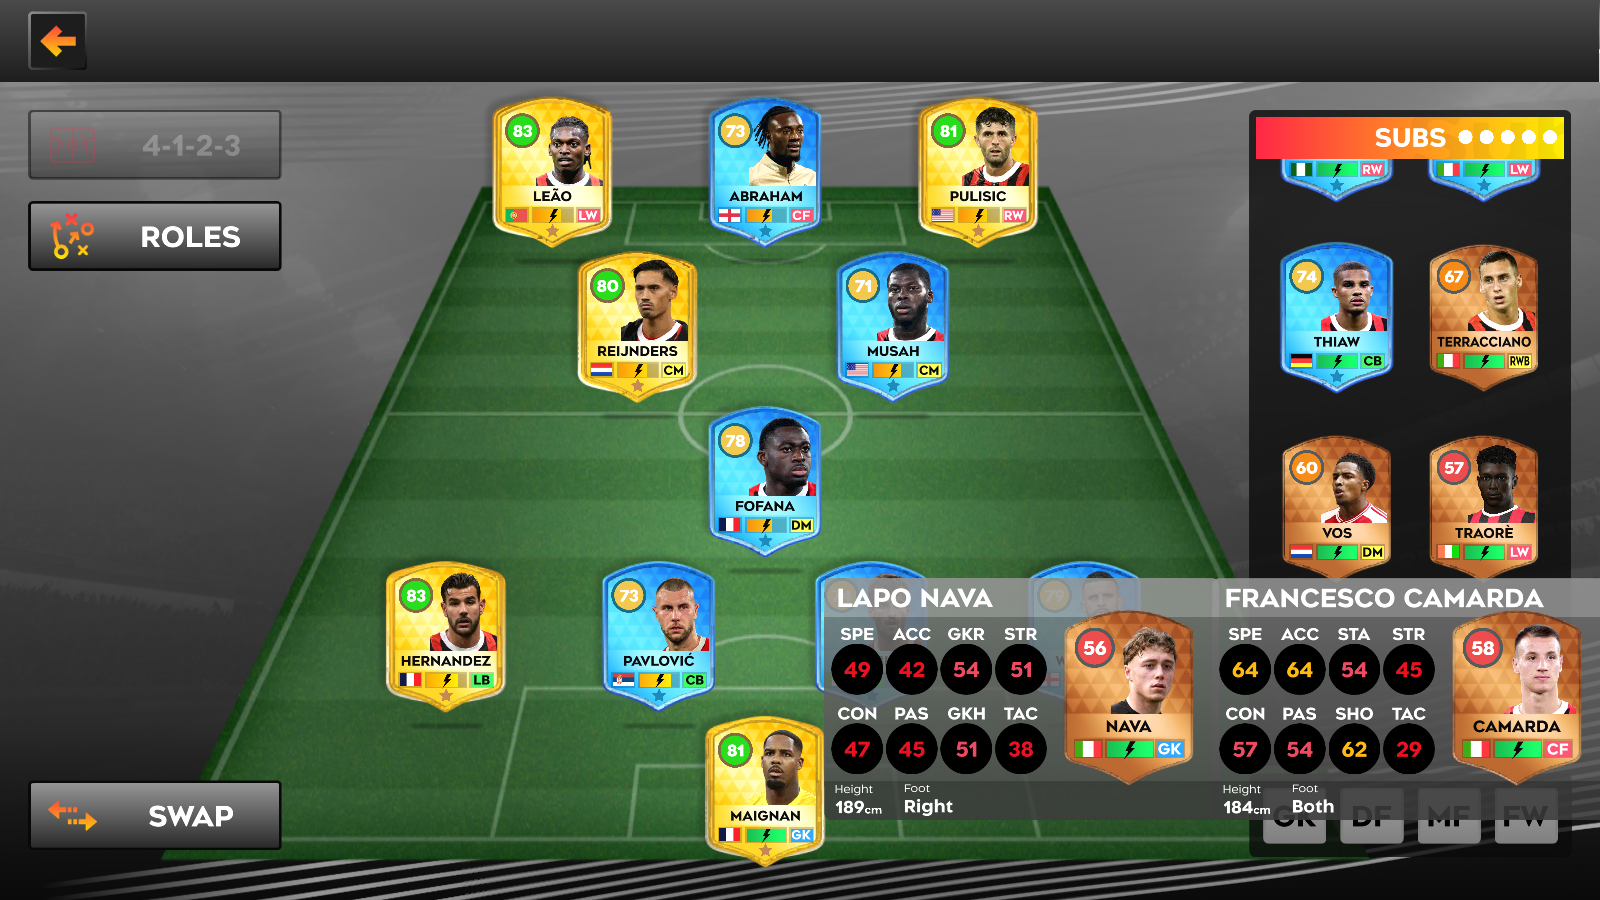 4-1-2-3
ROLES
SWAP
83
LEÃO
LW
73
ABRAHAM
CF
81
PULISIC
RW
80
REIJNDERS
CM
71
MUSAH
CM
78
FOFANA
DM
83
HERNANDEZ
LB
73
PAVLOVIĆ
CB
79
81
MAIGNAN
GK
SUBS
RW
LW
74
THIAW
CB
67
TERRACCIANO
RWB
60
VOS
DM
57
TRAORÈ
LW
LAPO NAVA
SPE ACC GKR STR
49 42 54 51
CON PAS GKH TAC
47 45 51 38
Height Foot
189cm Right
56
NAVA
GK
FRANCESCO CAMARDA
SPE ACC STA STR
64 64 54 45
CON PAS SHO TAC
57 54 62 29
Height Foot
184cm Both
58
CAMARDA
CF
GK DF MF FW